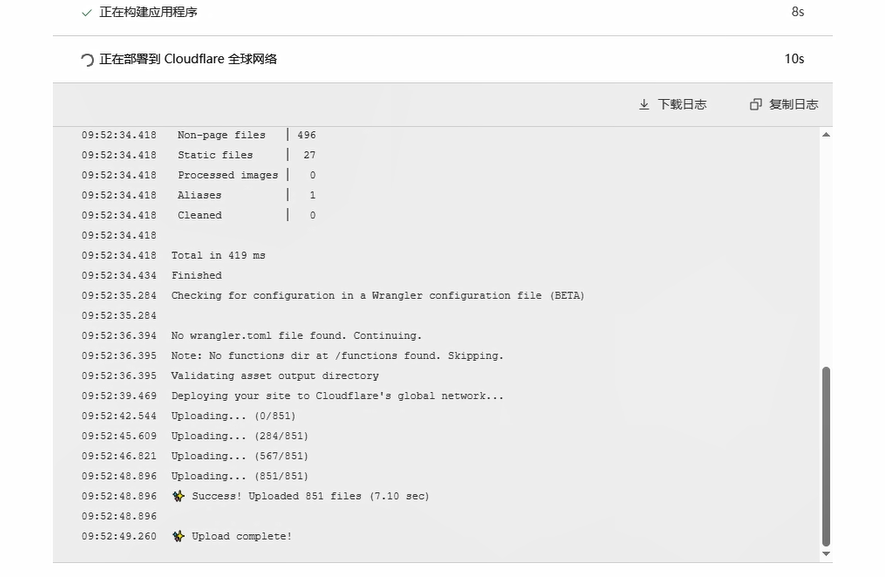 正在构建应用程序 8s
正在部署到 Cloudflare 全球网络 10s
下载日志 复制日志
09:52:34.418 Non-page files | 496
09:52:34.418 Static files | 27
09:52:34.418 Processed images | 0
09:52:34.418 Aliases | 1
09:52:34.418 Cleaned | 0
09:52:34.418
09:52:34.418 Total in 419 ms
09:52:34.434 Finished
09:52:35.284 Checking for configuration in a Wrangler configuration file (BETA)
09:52:35.284
09:52:36.394 No wrangler.toml file found. Continuing.
09:52:36.395 Note: No functions dir at /functions found. Skipping.
09:52:36.395 Validating asset output directory
09:52:39.469 Deploying your site to Cloudflare's global network...
09:52:42.544 Uploading... (0/851)
09:52:45.609 Uploading... (284/851)
09:52:46.821 Uploading... (567/851)
09:52:48.896 Uploading... (851/851)
09:52:48.896 ✨ Success! Uploaded 851 files (7.10 sec)
09:52:48.896
09:52:49.260 ✨ Upload complete!